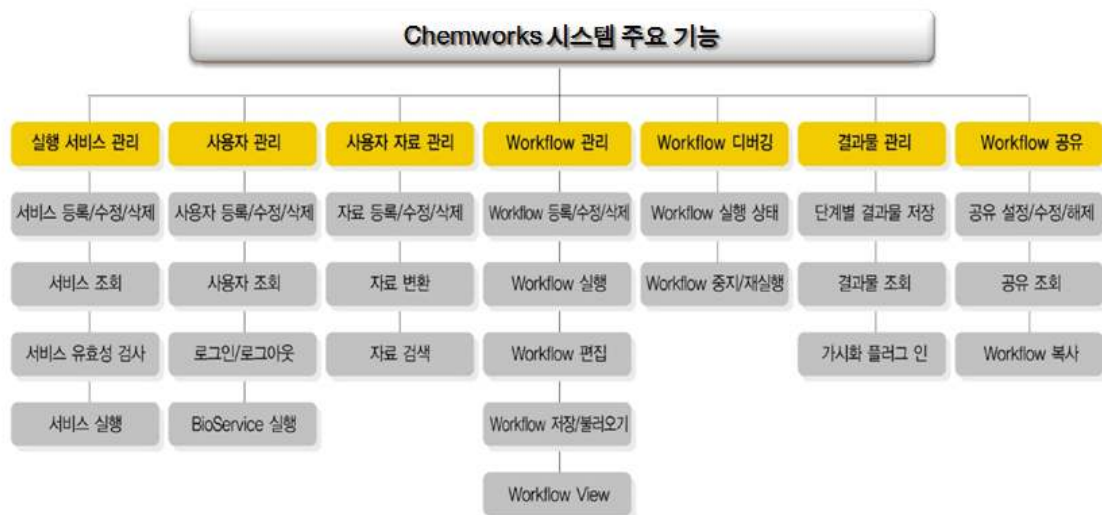 Chemworks 시스템 주요 기능
실행 서비스 관리
서비스 등록/수정/삭제
서비스 조회
서비스 유효성 검사
서비스 실행
사용자 관리
사용자 등록/수정/삭제
사용자 조회
로그인/로그아웃
BioService 실행
사용자 자료 관리
자료 등록/수정/삭제
자료 변환
자료 검색
Workflow 관리
Workflow 등록/수정/삭제
Workflow 실행
Workflow 편집
Workflow 저장/불러오기
Workflow View
Workflow 디버깅
Workflow 실행 상태
Workflow 중지/재실행
결과물 관리
단계별 결과물 저장
결과물 조회
가시화 플러그 인
Workflow 공유
공유 설정/수정/해제
공유 조회
Workflow 복사